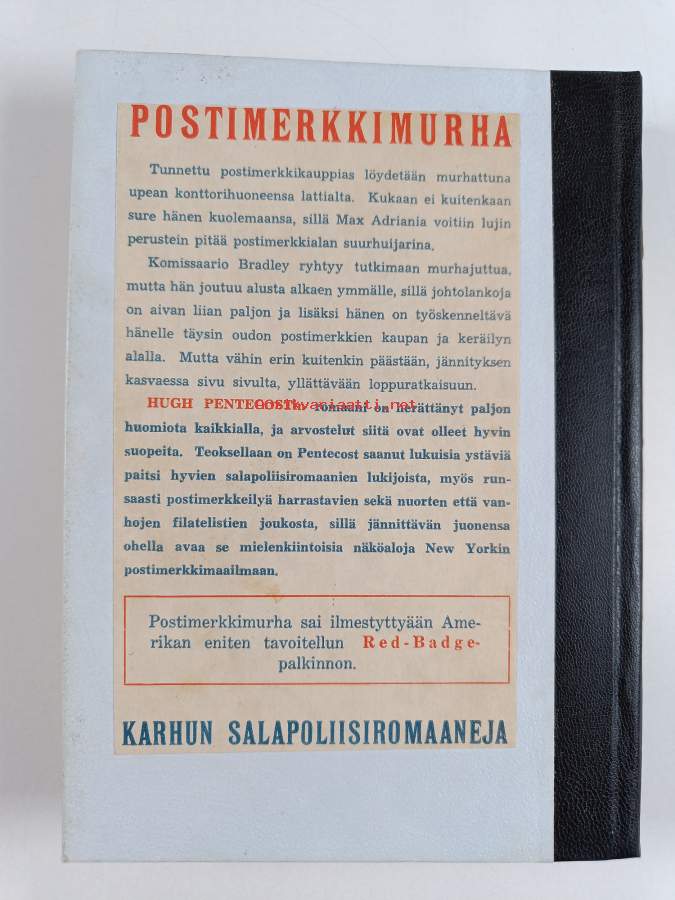 POSTIMERKKIMURHA
Tunnettu postimerkkikauppias löydetään murhattuna
upean konttorihuoneensa lattialta. Kukaan ei kuitenkaan
sure hänen kuolemaansa, sillä Max Adriania voitiin lujin
perustein pitää postimerkkialan suurhuijarina.
Komissaario Bradley ryhtyy tutkimaan murhajuttua,
mutta hän joutuu alusta alkaen ymmälle, sillä johtolankoja
on aivan liian paljon ja lisäksi hänen on työskenneltävä
hänelle täysin oudon postimerkkien kaupan ja keräilyn
alalla. Mutta vähin erin kuitenkin päästään, jännityksen
kasvaessa sivu sivulta, yllättävään loppuratkaisuun.
HUGH PENTECOSTIN romaani on herättänyt paljon
huomiota kaikkialla, ja arvostelut siitä ovat olleet hyvin
suopeita. Teoksellaan on Pentecost saanut lukuisia ystäviä
paitsi hyvien salapoliisiromaanien lukijoista, myös run-
saasti postimerkkeilyä harrastavien sekä nuorten että van-
hojen filatelistien joukosta, sillä jännittävän juonensa
ohella avaa se mielenkiintoisia näköaloja New Yorkin
postimerkkimaailmaan.
Postimerkkimurha sai ilmestyttyään Ame-
rikan eniten tavoitellun Red-Badge-
palkinnon.
KARHUN SALAPOLIISIROMAANEJA